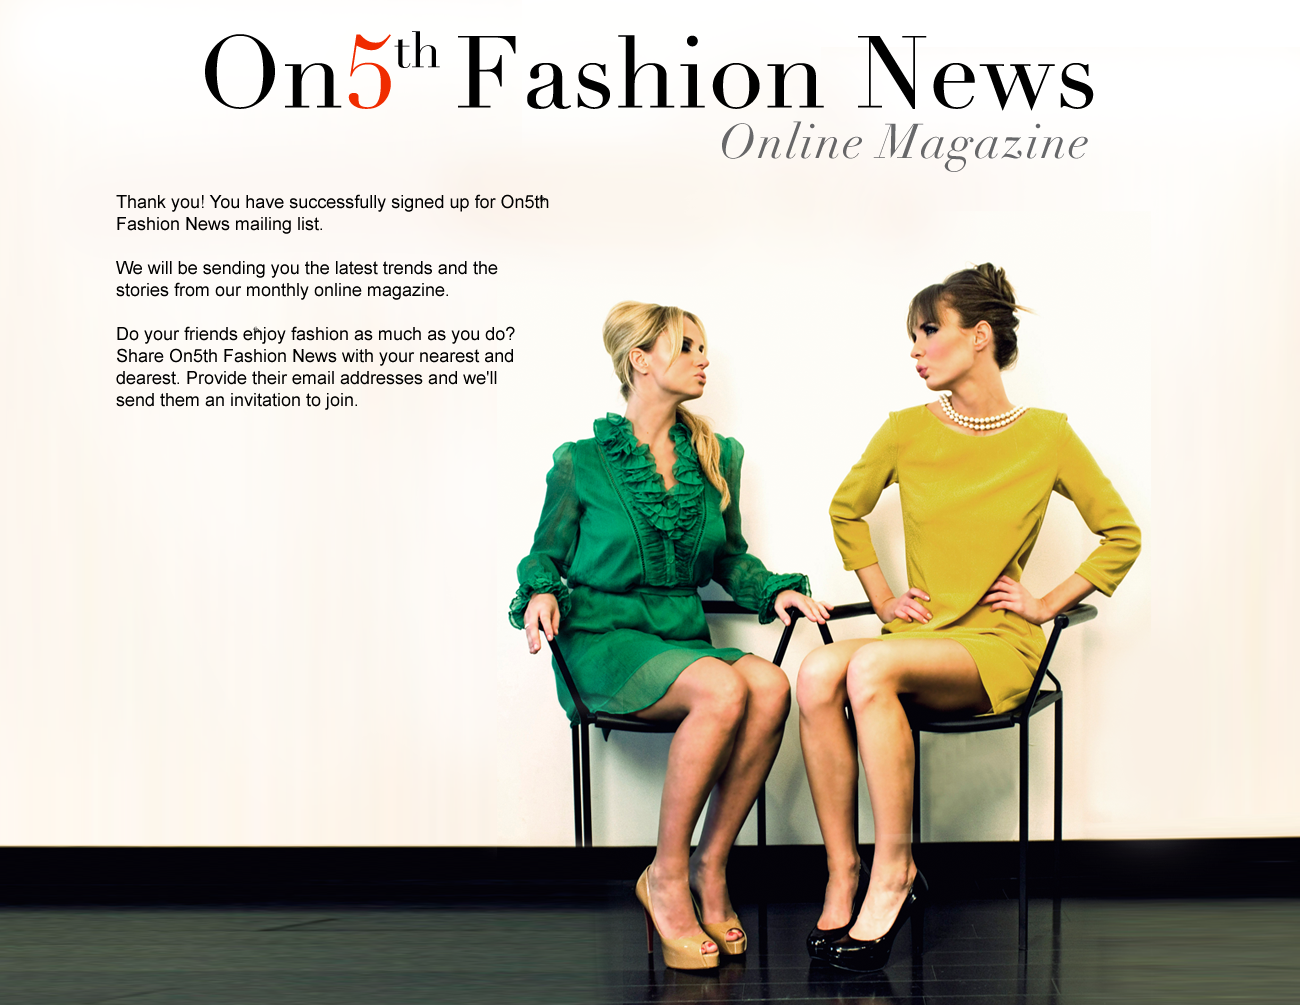 On5th Fashion News
Online Magazine
Thank you! You have successfully signed up for On5th
Fashion News mailing list.
We will be sending you the latest trends and the
stories from our monthly online magazine.
Do your friends enjoy fashion as much as you do?
Share On5th Fashion News with your nearest and
dearest. Provide their email addresses and we'll
send them an invitation to join.